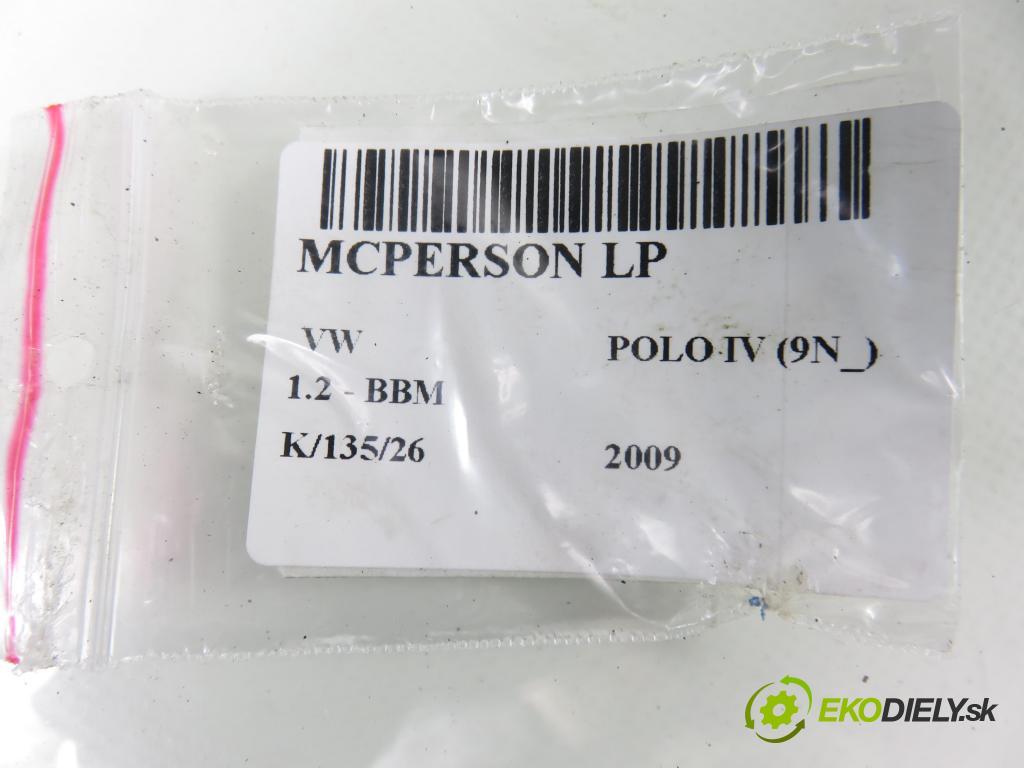 MCPERSON LP
VW POLO IV (9N_)
1.2 - BBM
K/135/26 2009
EKODIELY.sk